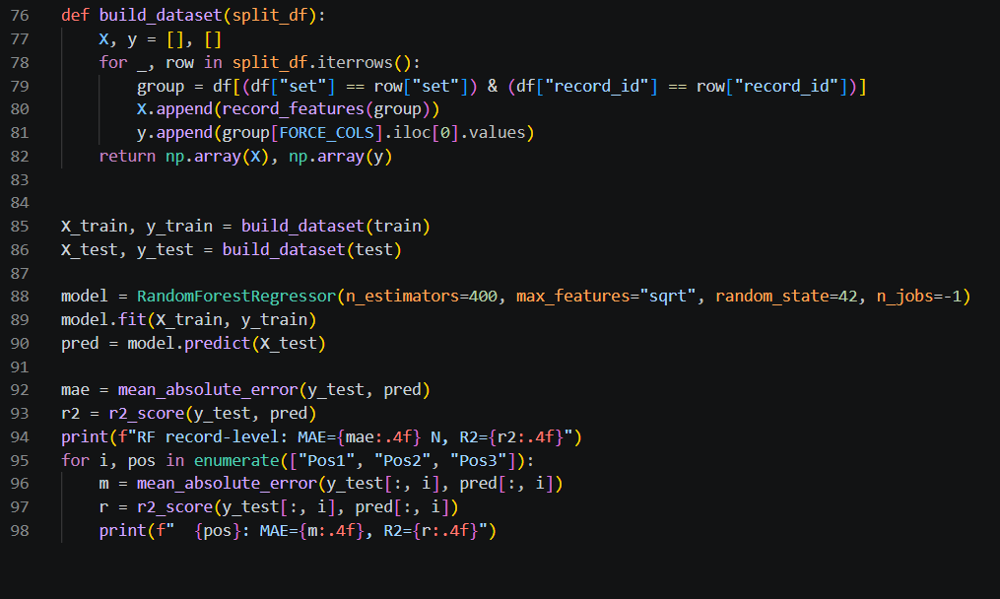 76 def build_dataset(split_df):
77     X, y = [], []
78     for _, row in split_df.iterrows():
79         group = df[(df["set"] == row["set"]) & (df["record_id"] == row["record_id"])]
80         X.append(record_features(group))
81         y.append(group[FORCE_COLS].iloc[0].values)
82     return np.array(X), np.array(y)
83
84
85 X_train, y_train = build_dataset(train)
86 X_test, y_test = build_dataset(test)
87
88 model = RandomForestRegressor(n_estimators=400, max_features="sqrt", random_state=42, n_jobs=-1)
89 model.fit(X_train, y_train)
90 pred = model.predict(X_test)
91
92 mae = mean_absolute_error(y_test, pred)
93 r2 = r2_score(y_test, pred)
94 print(f"RF record-level: MAE={mae:.4f} N, R2={r2:.4f}")
95 for i, pos in enumerate(["Pos1", "Pos2", "Pos3"]):
96     m = mean_absolute_error(y_test[:, i], pred[:, i])
97     r = r2_score(y_test[:, i], pred[:, i])
98     print(f"  {pos}: MAE={m:.4f}, R2={r:.4f}")